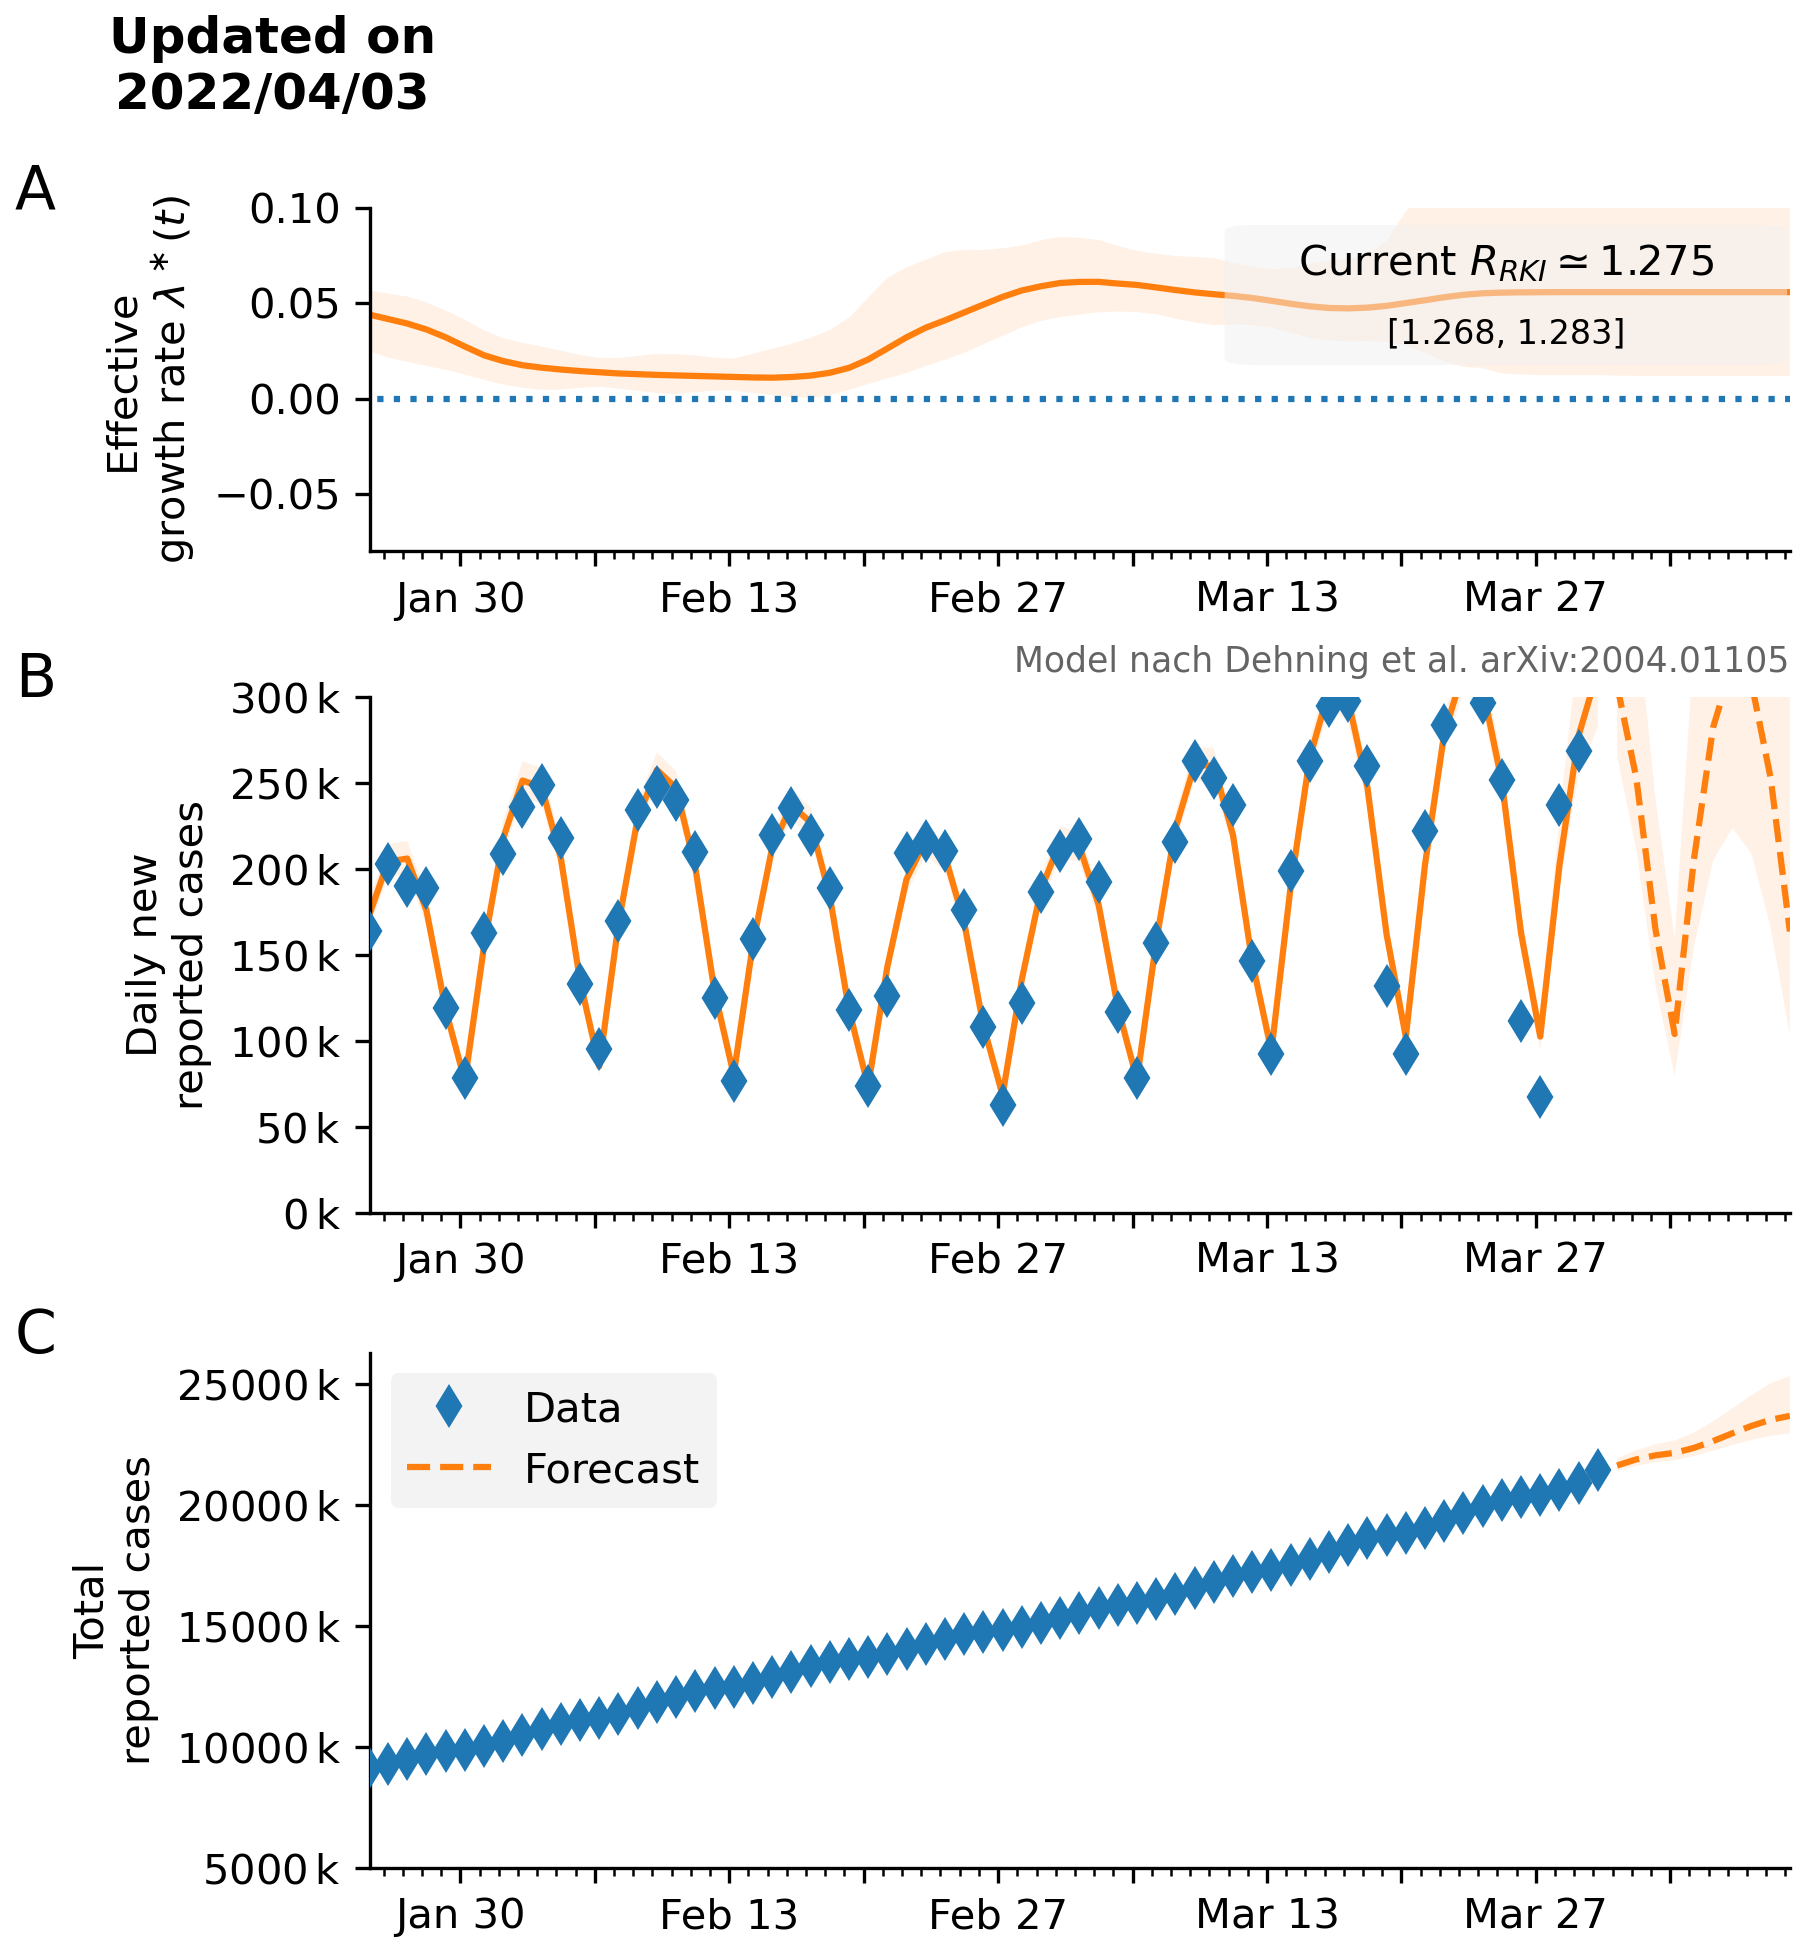 Updated on
2022/04/03
A
Effective
growth rate λ * (t)
0.10
0.05
0.00
−0.05
Current R_RKI ≃ 1.275
[1.268, 1.283]
Jan 30
Feb 13
Feb 27
Mar 13
Mar 27
Model nach Dehning et al. arXiv:2004.01105
B
Daily new
reported cases
300 k
250 k
200 k
150 k
100 k
50 k
0 k
Jan 30
Feb 13
Feb 27
Mar 13
Mar 27
C
Total
reported cases
25000 k
20000 k
15000 k
10000 k
5000 k
Data
Forecast
Jan 30
Feb 13
Feb 27
Mar 13
Mar 27